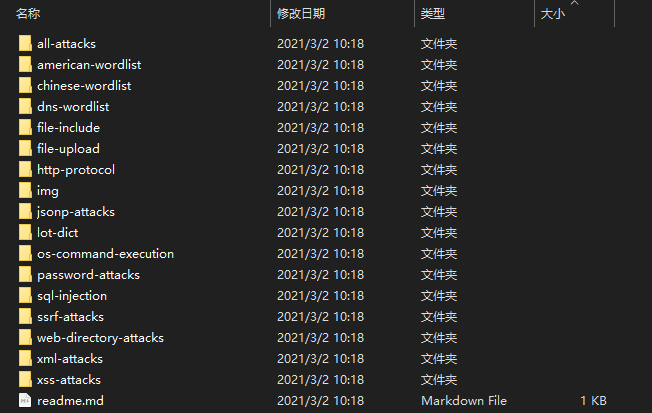 名称 修改日期 类型 大小
all-attacks 2021/3/2 10:18 文件夹
american-wordlist 2021/3/2 10:18 文件夹
chinese-wordlist 2021/3/2 10:18 文件夹
dns-wordlist 2021/3/2 10:18 文件夹
file-include 2021/3/2 10:18 文件夹
file-upload 2021/3/2 10:18 文件夹
http-protocol 2021/3/2 10:18 文件夹
img 2021/3/2 10:18 文件夹
jsonp-attacks 2021/3/2 10:18 文件夹
lot-dict 2021/3/2 10:18 文件夹
os-command-execution 2021/3/2 10:18 文件夹
password-attacks 2021/3/2 10:18 文件夹
sql-injection 2021/3/2 10:18 文件夹
ssrf-attacks 2021/3/2 10:18 文件夹
web-directory-attacks 2021/3/2 10:18 文件夹
xml-attacks 2021/3/2 10:18 文件夹
xss-attacks 2021/3/2 10:18 文件夹
readme.md 2021/3/2 10:18 Markdown File 1 KB